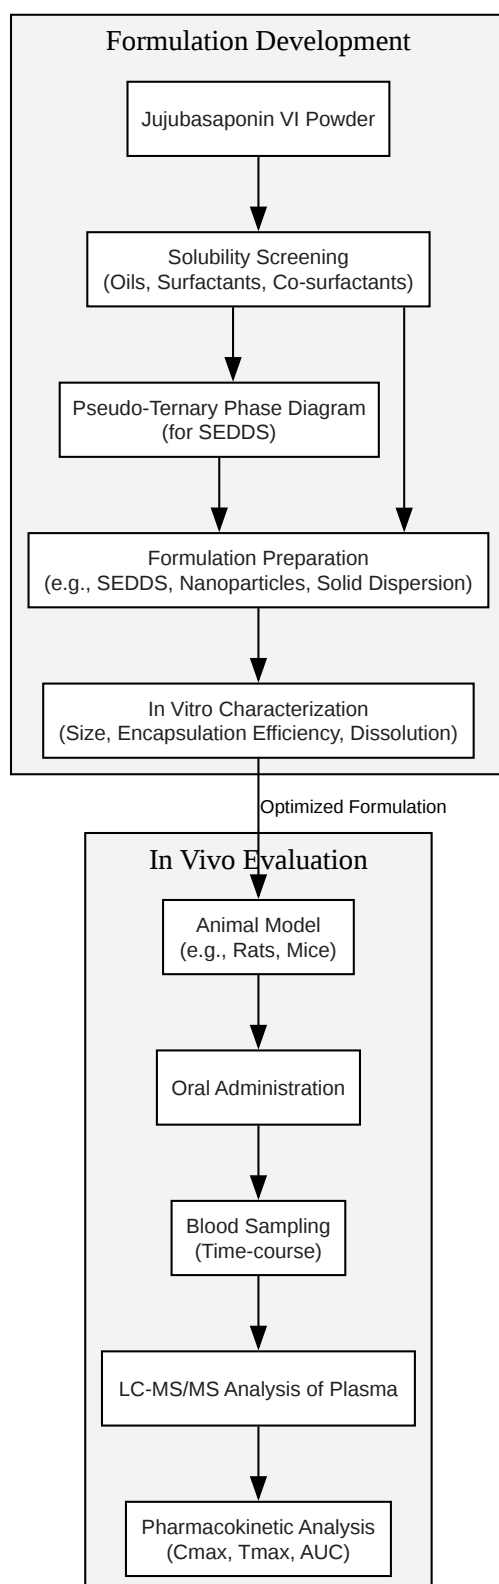 Formulation Development
Jujubasaponin VI Powder
Solubility Screening
(Oils, Surfactants, Co-surfactants)
Pseudo-Ternary Phase Diagram
(for SEDDS)
Formulation Preparation
(e.g., SEDDS, Nanoparticles, Solid Dispersion)
In Vitro Characterization
(Size, Encapsulation Efficiency, Dissolution)
Optimized Formulation
In Vivo Evaluation
Animal Model
(e.g., Rats, Mice)
Oral Administration
Blood Sampling
(Time-course)
LC-MS/MS Analysis of Plasma
Pharmacokinetic Analysis
(Cmax, Tmax, AUC)